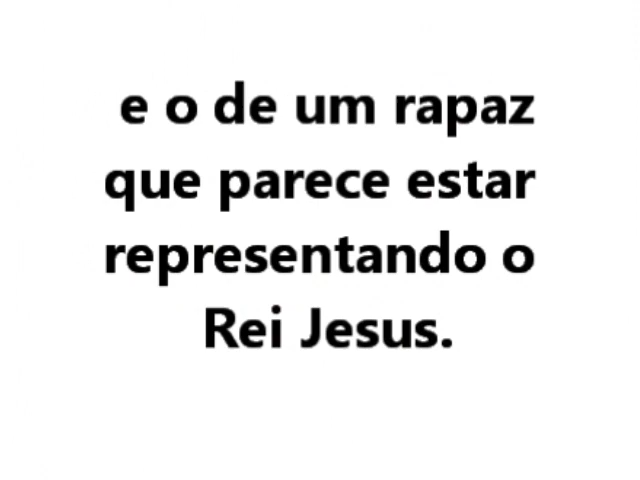 e o de um rapaz
que parece estar
representando o
Rei Jesus.